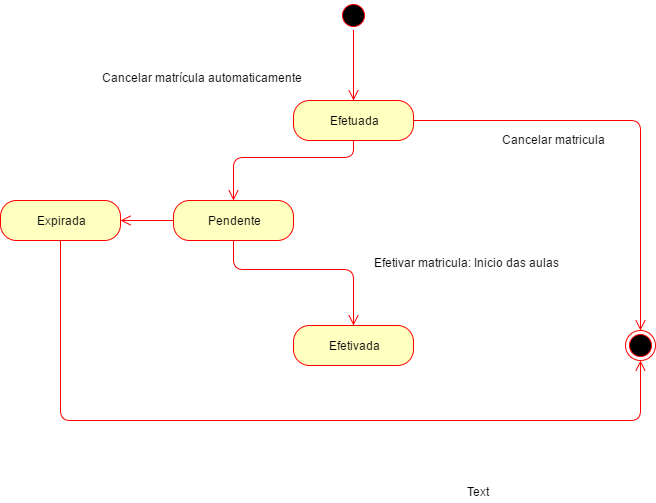 Cancelar matrícula automaticamente
Efetuada
Cancelar matricula
Expirada
Pendente
Efetivar matricula: Inicio das aulas
Efetivada
Text